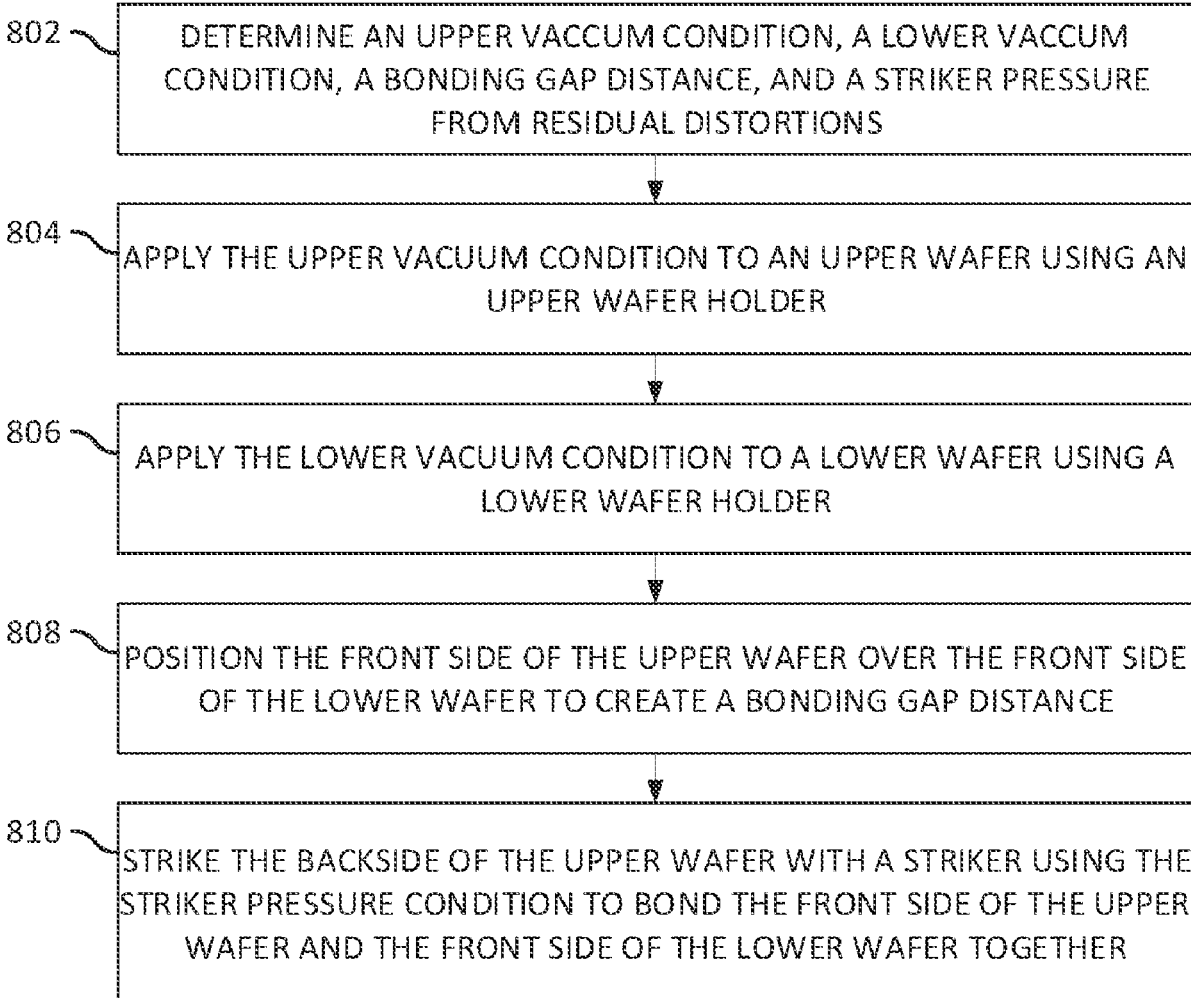 802
DETERMINE AN UPPER VACCUM CONDITION, A LOWER VACCUM
CONDITION, A BONDING GAP DISTANCE, AND A STRIKER PRESSURE
FROM RESIDUAL DISTORTIONS
804
APPLY THE UPPER VACUUM CONDITION TO AN UPPER WAFER USING AN
UPPER WAFER HOLDER
806
APPLY THE LOWER VACUUM CONDITION TO A LOWER WAFER USING A
LOWER WAFER HOLDER
808
POSITION THE FRONT SIDE OF THE UPPER WAFER OVER THE FRONT SIDE
OF THE LOWER WAFER TO CREATE A BONDING GAP DISTANCE
810
STRIKE THE BACKSIDE OF THE UPPER WAFER WITH A STRIKER USING THE
STRIKER PRESSURE CONDITION TO BOND THE FRONT SIDE OF THE UPPER
WAFER AND THE FRONT SIDE OF THE LOWER WAFER TOGETHER